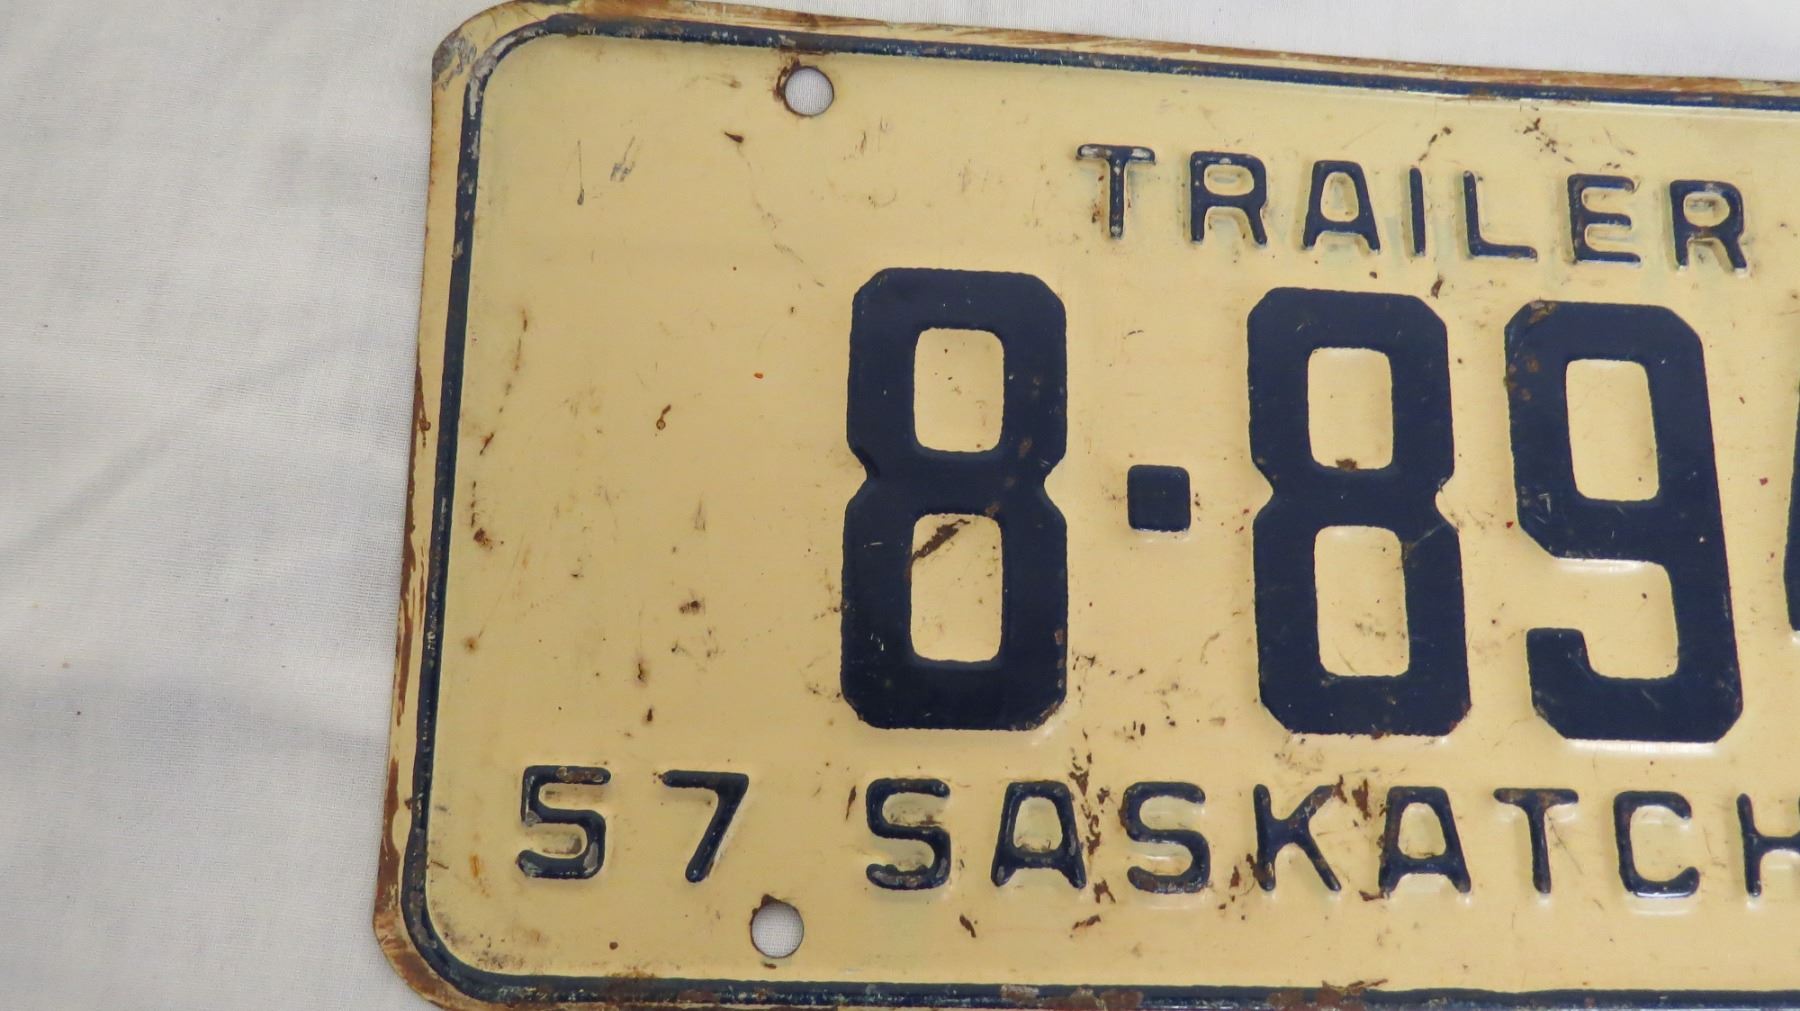 TRAILER
8·89
57 SASKATCH